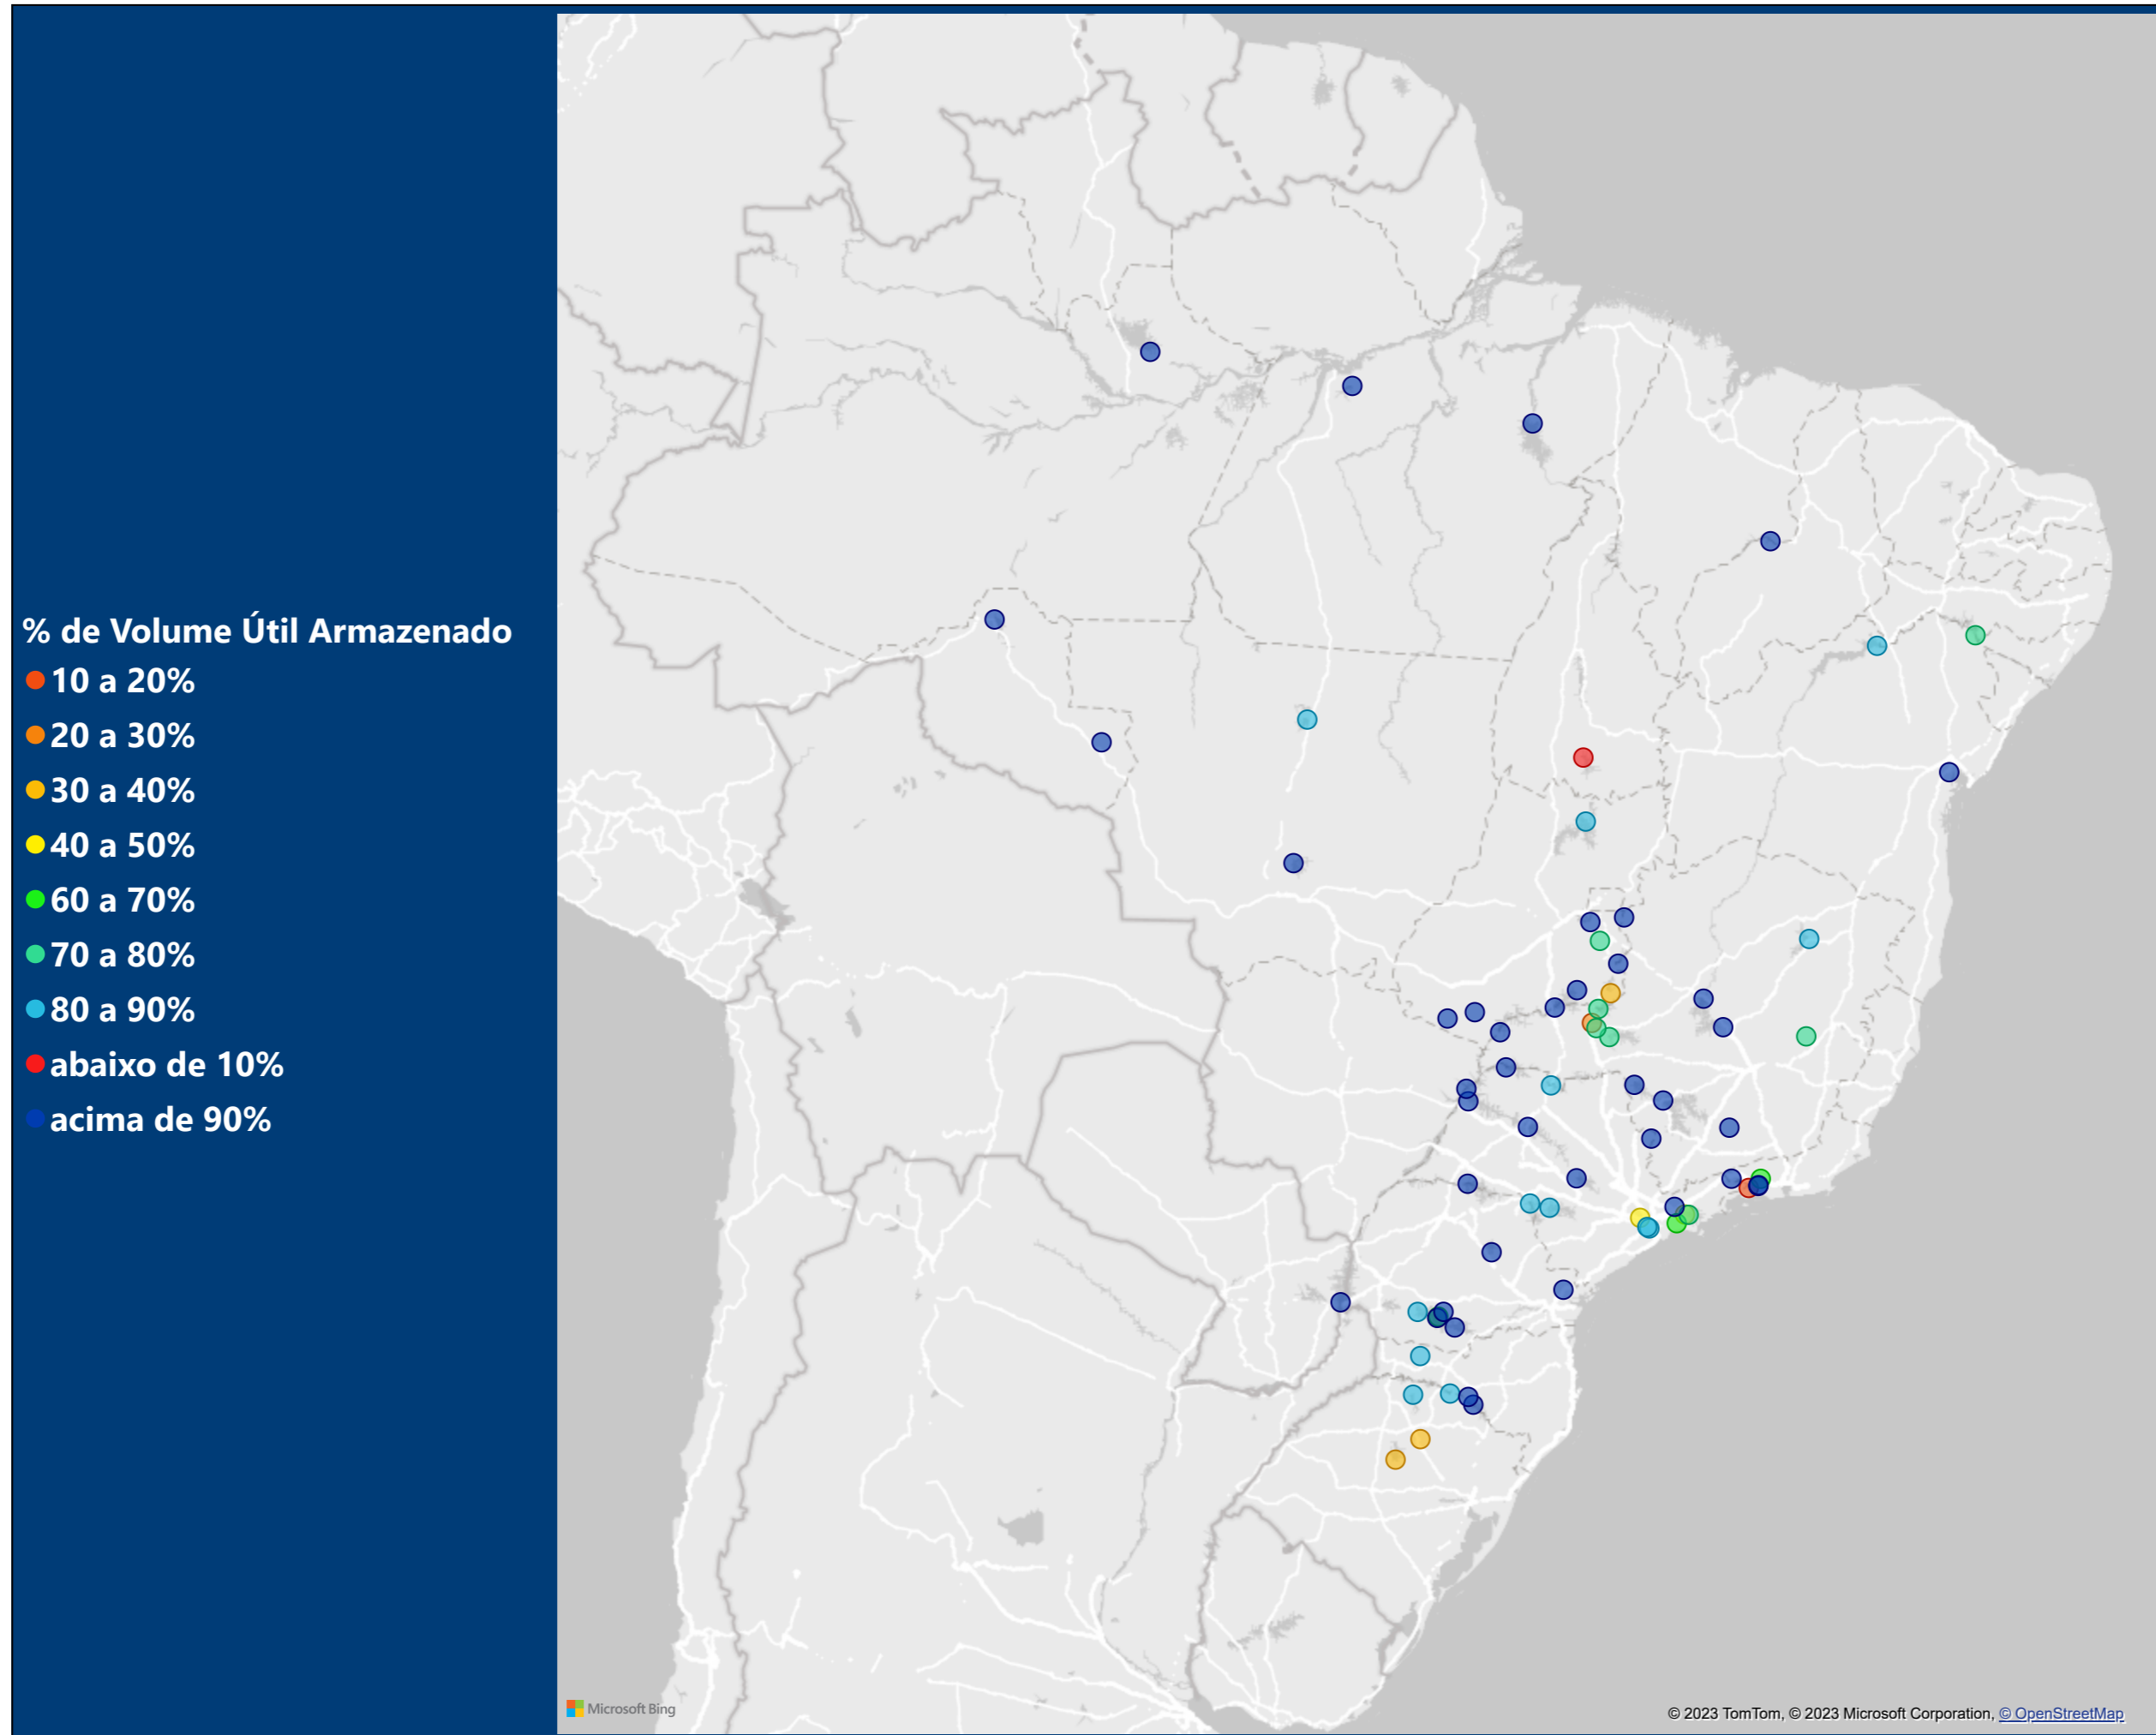 % de Volume Útil Armazenado
10 a 20%
20 a 30%
30 a 40%
40 a 50%
60 a 70%
70 a 80%
80 a 90%
abaixo de 10%
acima de 90%
Microsoft Bing
© 2023 TomTom, © 2023 Microsoft Corporation, © OpenStreetMap